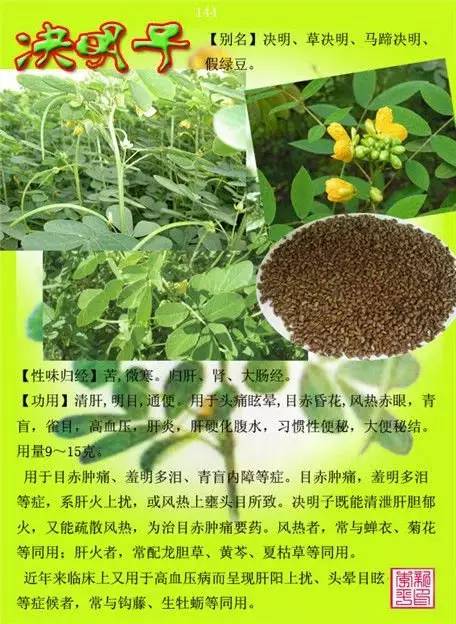 144
决明子
【别名】决明、草决明、马蹄决明、
假绿豆。
【性味归经】苦,微寒。归肝、肾、大肠经。
【功用】清肝,明目,通便。用于头痛眩晕,目赤昏花,风热赤眼,青
盲，雀目，高血压，肝炎，肝硬化腹水，习惯性便秘，大便秘结。
用量9～15克。
用于目赤肿痛、羞明多泪、青盲内障等症。目赤肿痛，羞明多泪
等症，系肝火上扰，或风热上壅头目所致。决明子既能清泄肝胆郁
火，又能疏散风热，为治目赤肿痛要药。风热者，常与蝉衣、菊花
等同用；肝火者，常配龙胆草、黄芩、夏枯草等同用。
近年来临床上又用于高血压病而呈现肝阳上扰、头晕目眩
等症候者，常与钩藤、生牡蛎等同用。